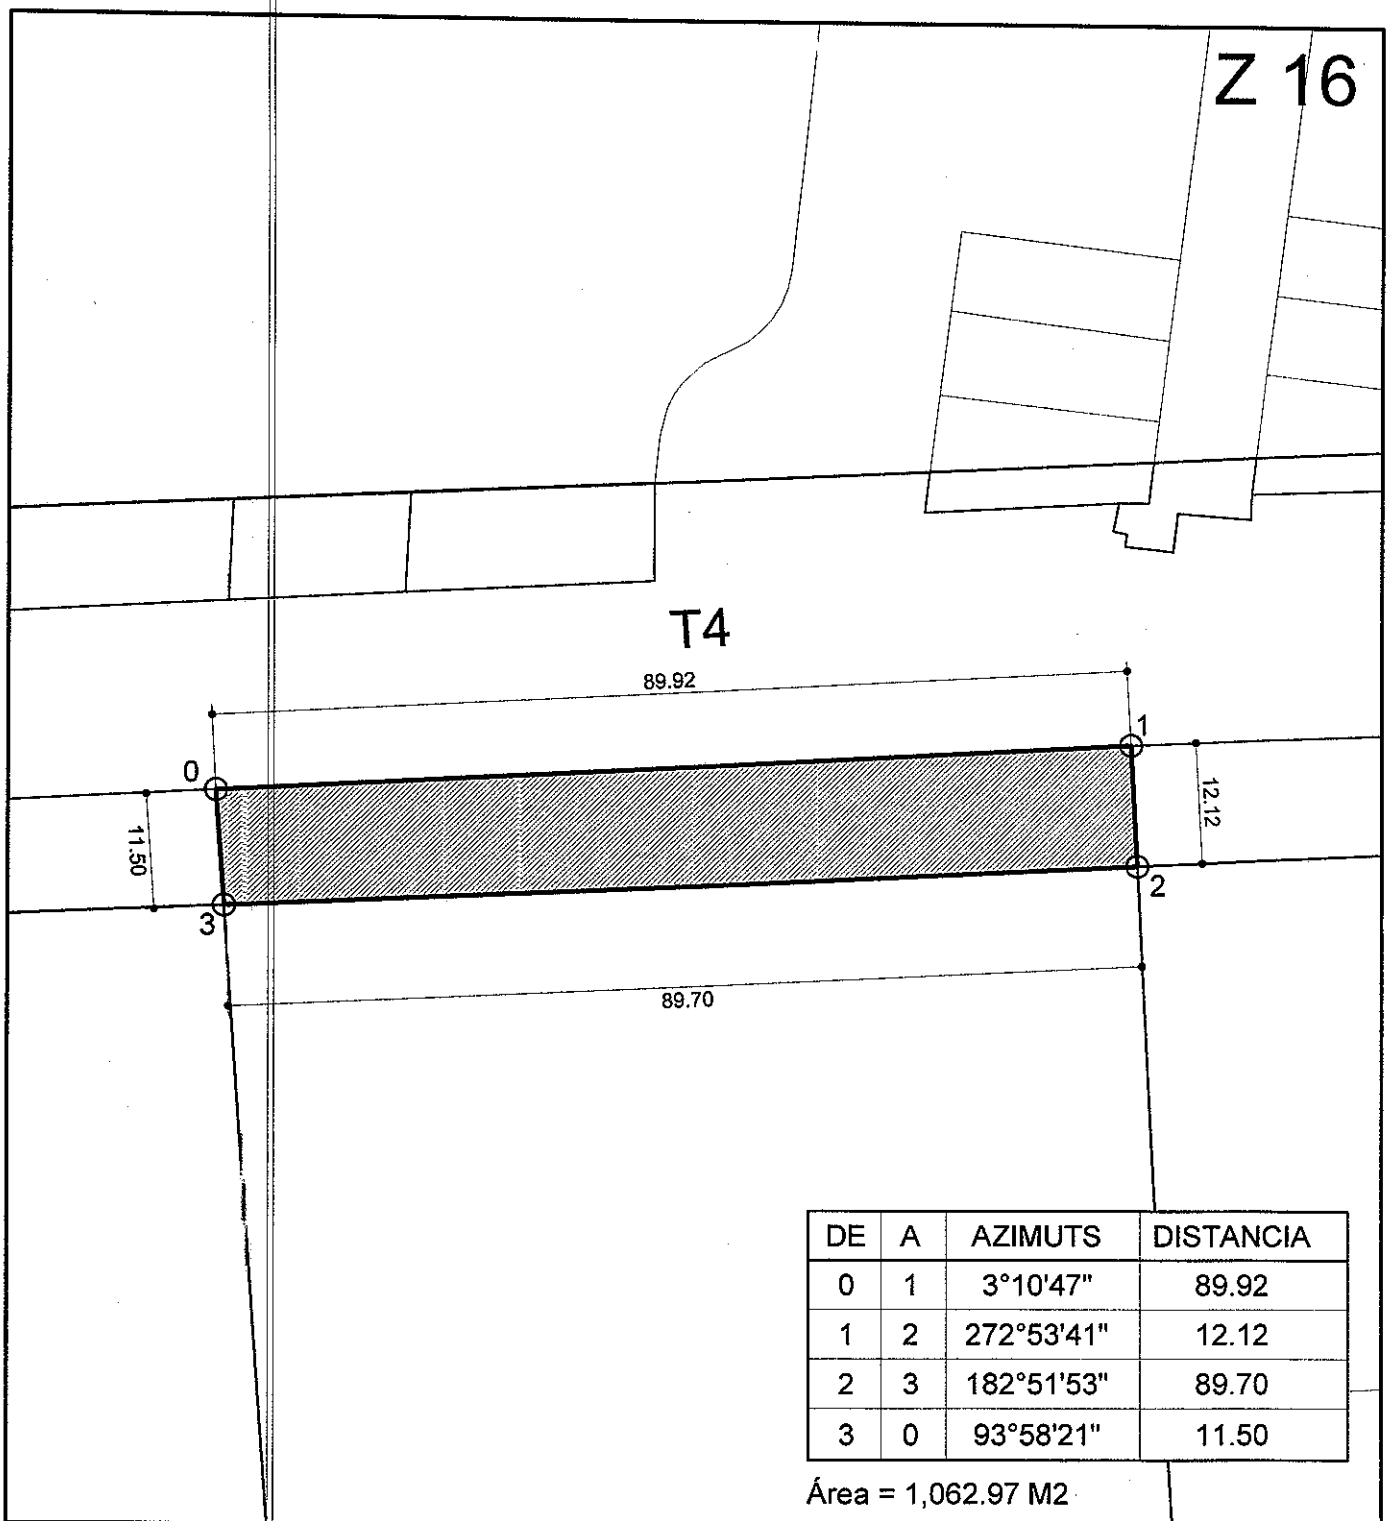 Z 16
T4
89.92
0
1
11.50
12.12
3
2
89.70
DE A AZIMUTS DISTANCIA
0 1 3°10'47" 89.92
1 2 272°53'41" 12.12
2 3 182°51'53" 89.70
3 0 93°58'21" 11.50
Área = 1,062.97 M2